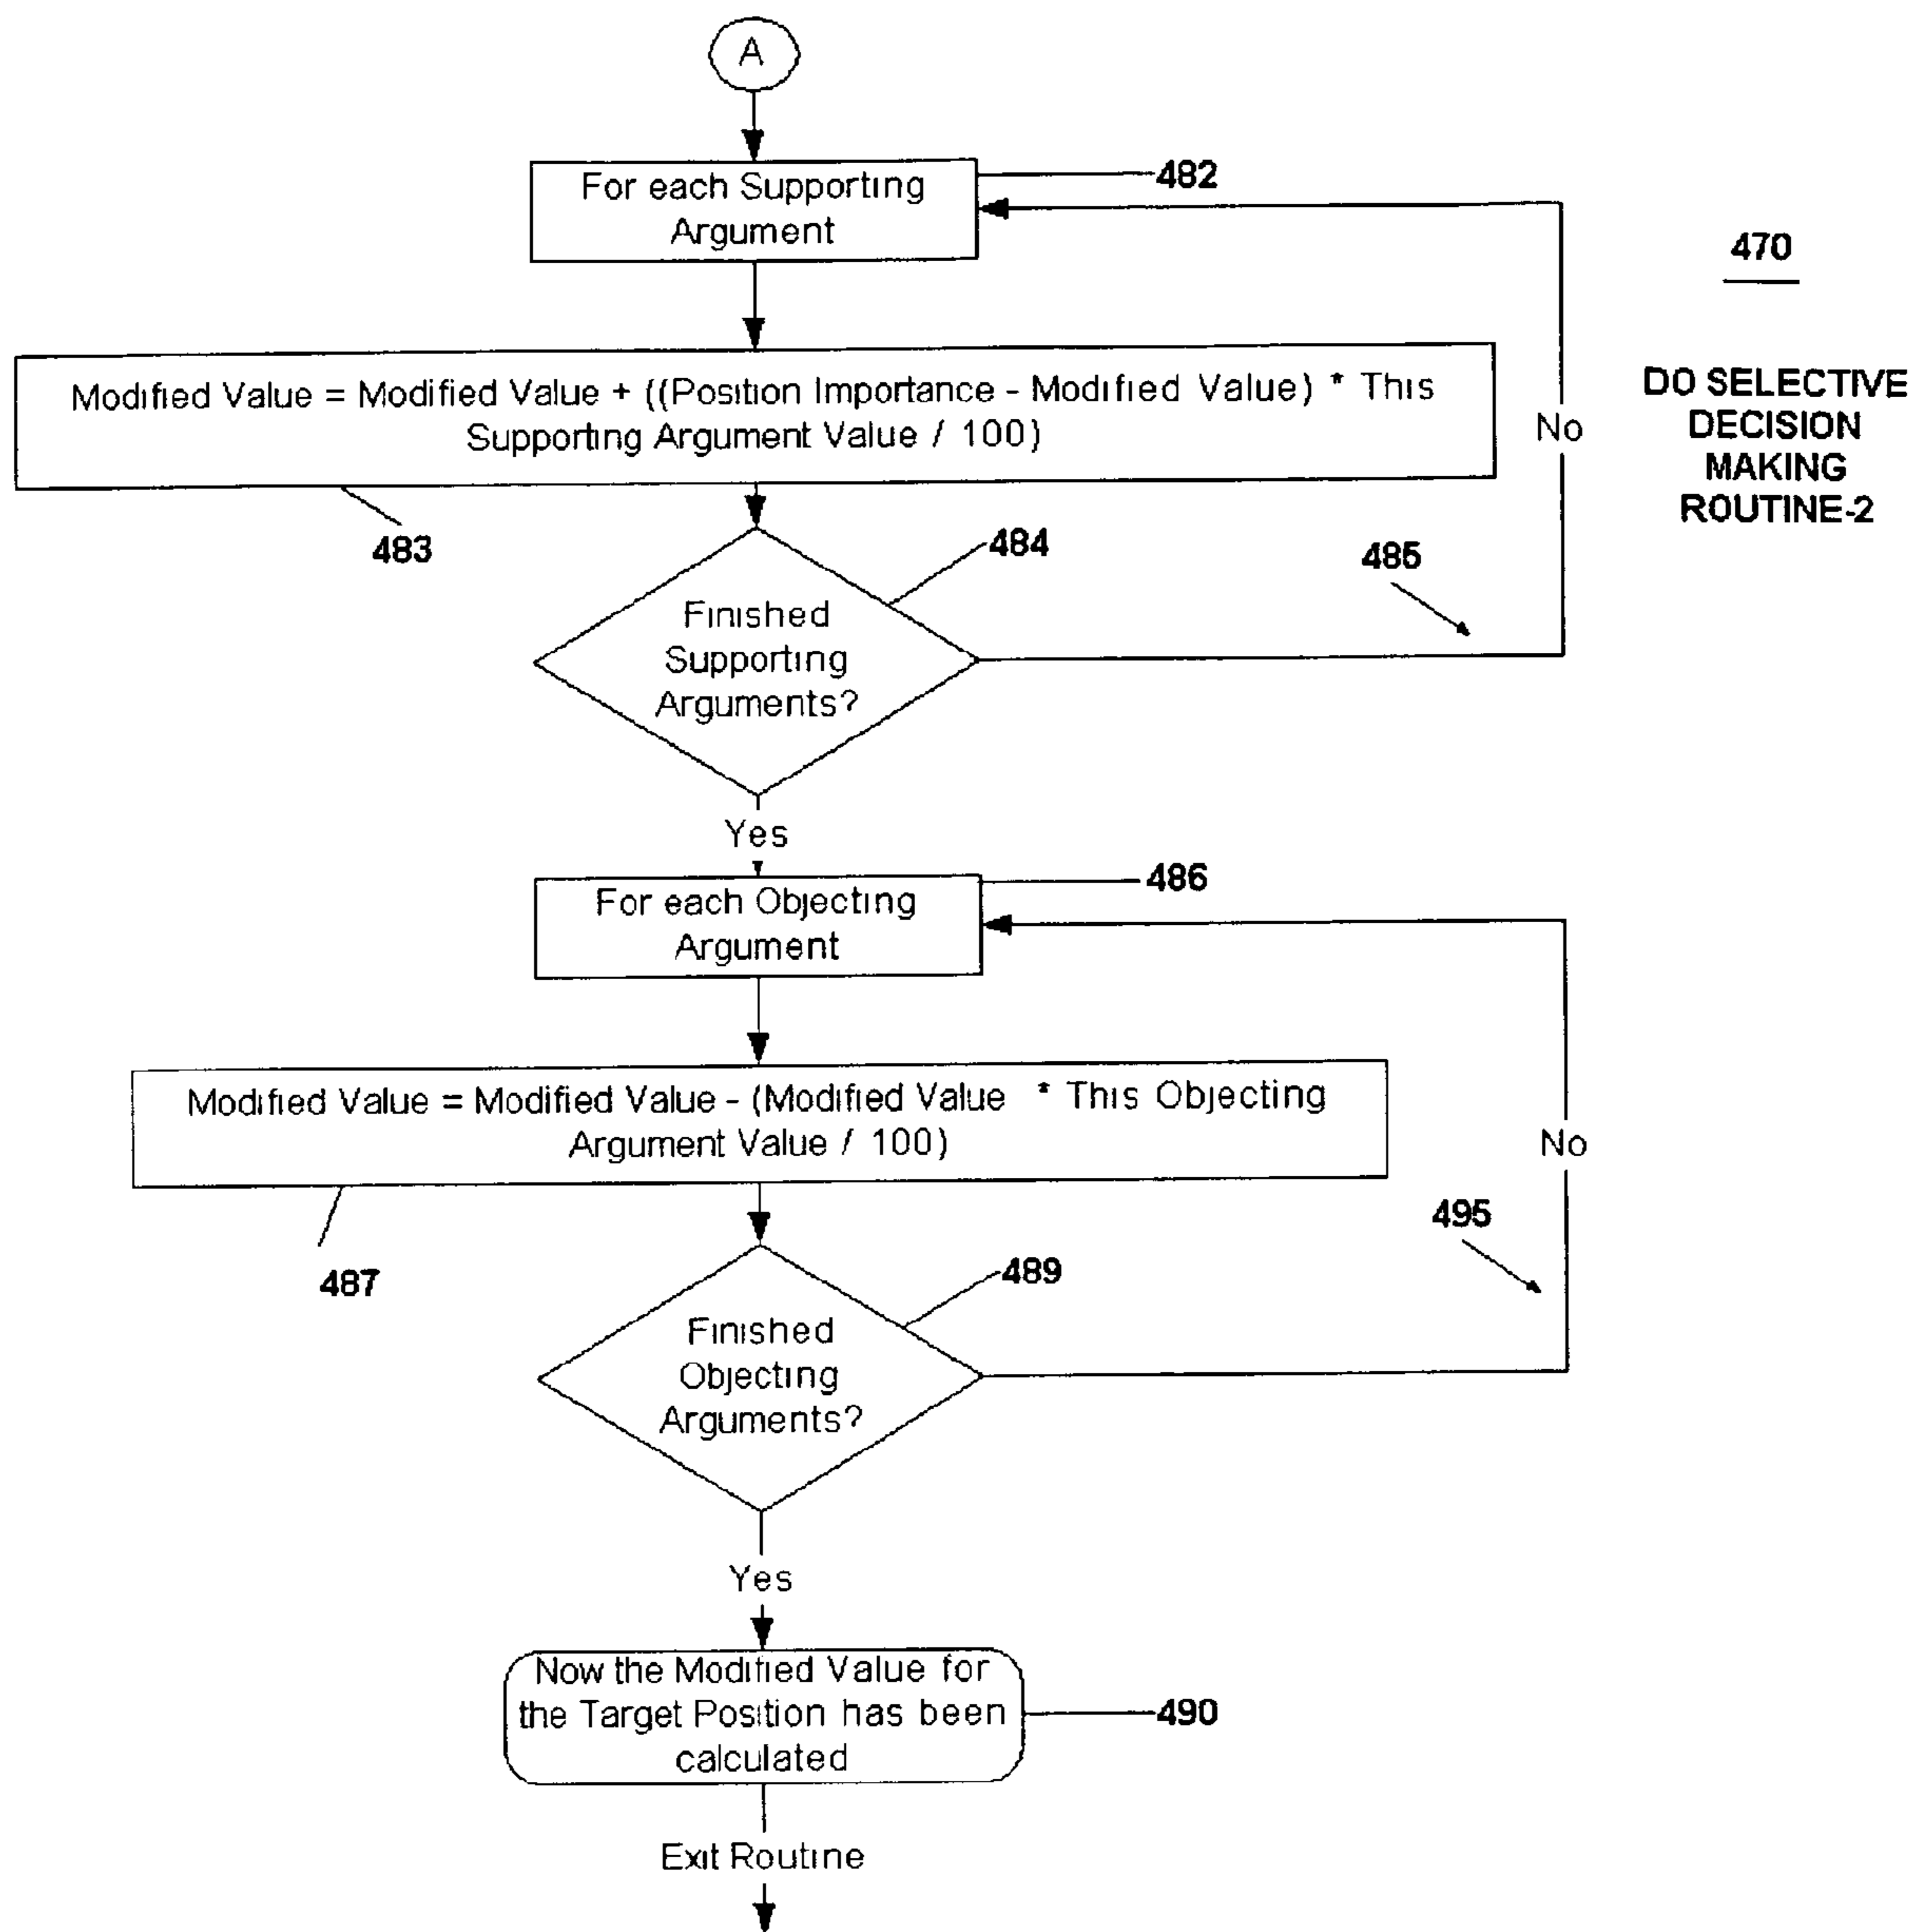 A
For each Supporting
Argument
482
470
DO SELECTIVE
DECISION
MAKING
ROUTINE-2
Modified Value = Modified Value + ((Position Importance - Modified Value) * This
Supporting Argument Value / 100)
No
483
484
485
Finished
Supporting
Arguments?
Yes
486
For each Objecting
Argument
Modified Value = Modified Value - (Modified Value * This Objecting
Argument Value / 100)
No
495
487
489
Finished
Objecting
Arguments?
Yes
Now the Modified Value for
the Target Position has been
calculated
490
Exit Routine